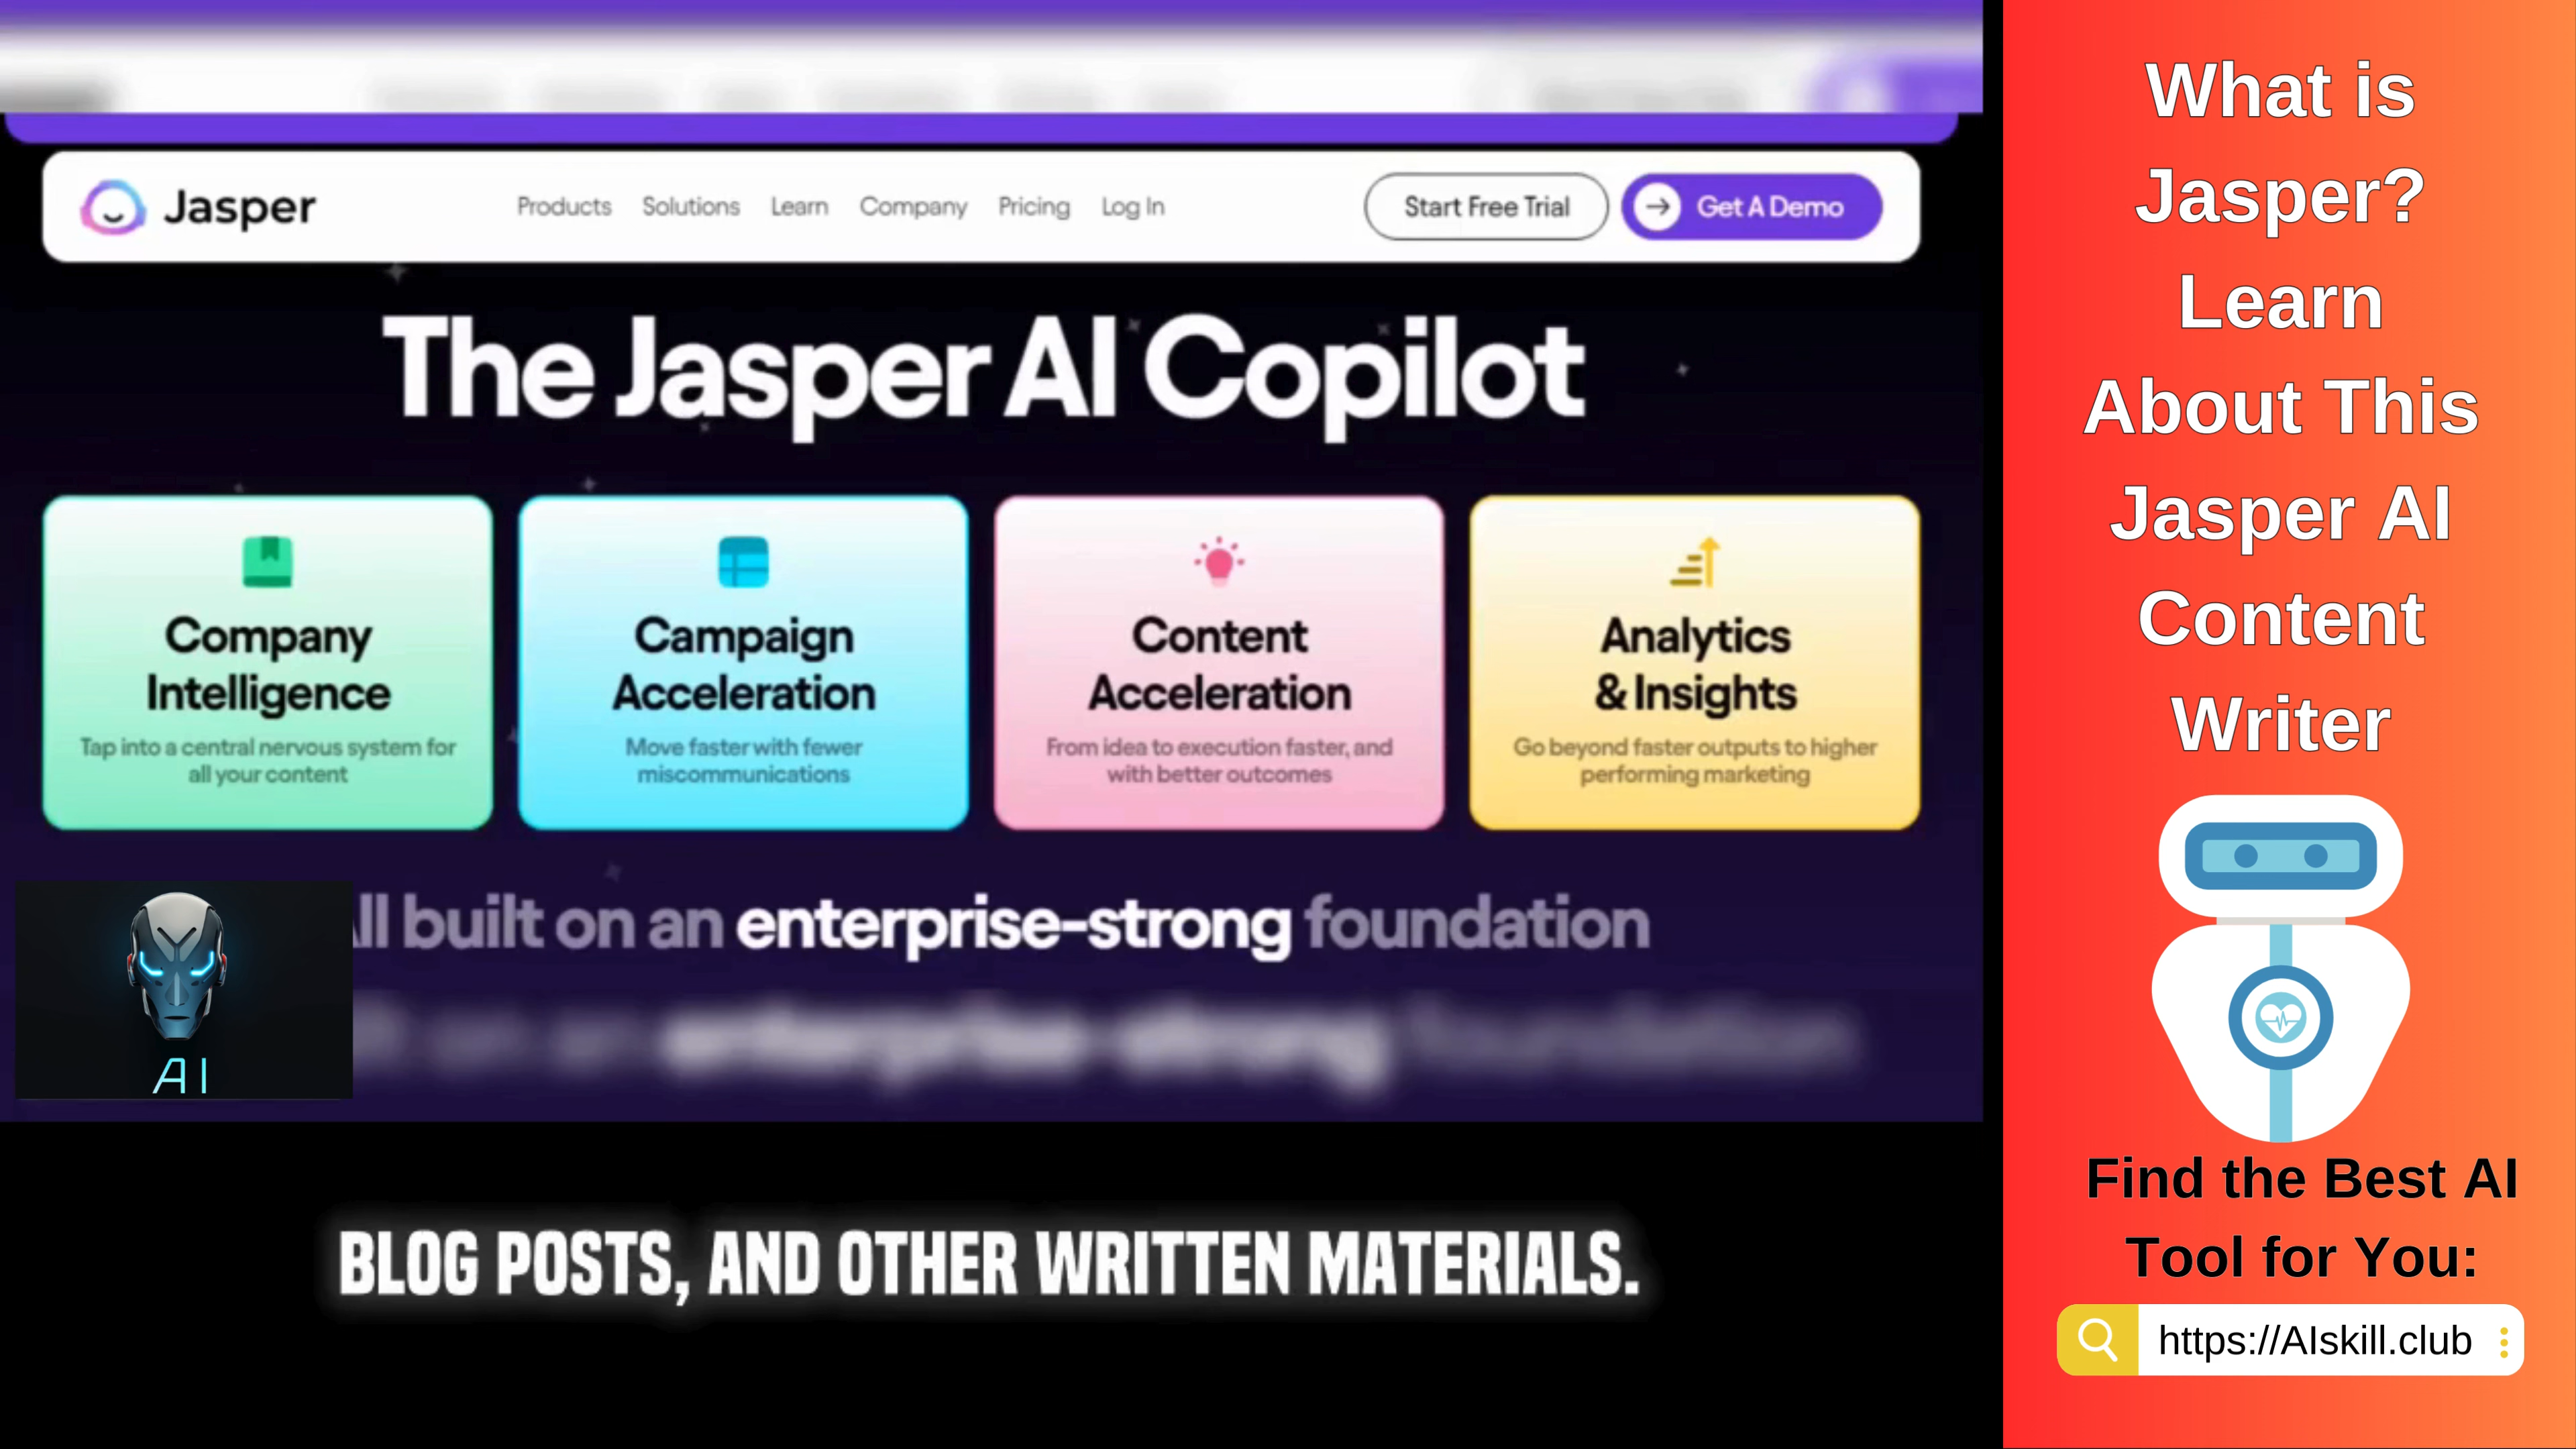 Jasper
Products Solutions Learn Company Pricing Log In
Start Free Trial
Get A Demo
The Jasper AI Copilot
Company
Intelligence
Tap into a central nervous system for
all your content
Campaign
Acceleration
Move faster with fewer
miscommunications
Content
Acceleration
From idea to execution faster, and
with better outcomes
Analytics
& Insights
Go beyond faster outputs to higher
performing marketing
built on an enterprise-strong foundation
enterprise-strong foundation
AI
BLOG POSTS, AND OTHER WRITTEN MATERIALS.
What is
Jasper?
Learn
About This
Jasper AI
Content
Writer
Find the Best AI
Tool for You:
https://AIskill.club